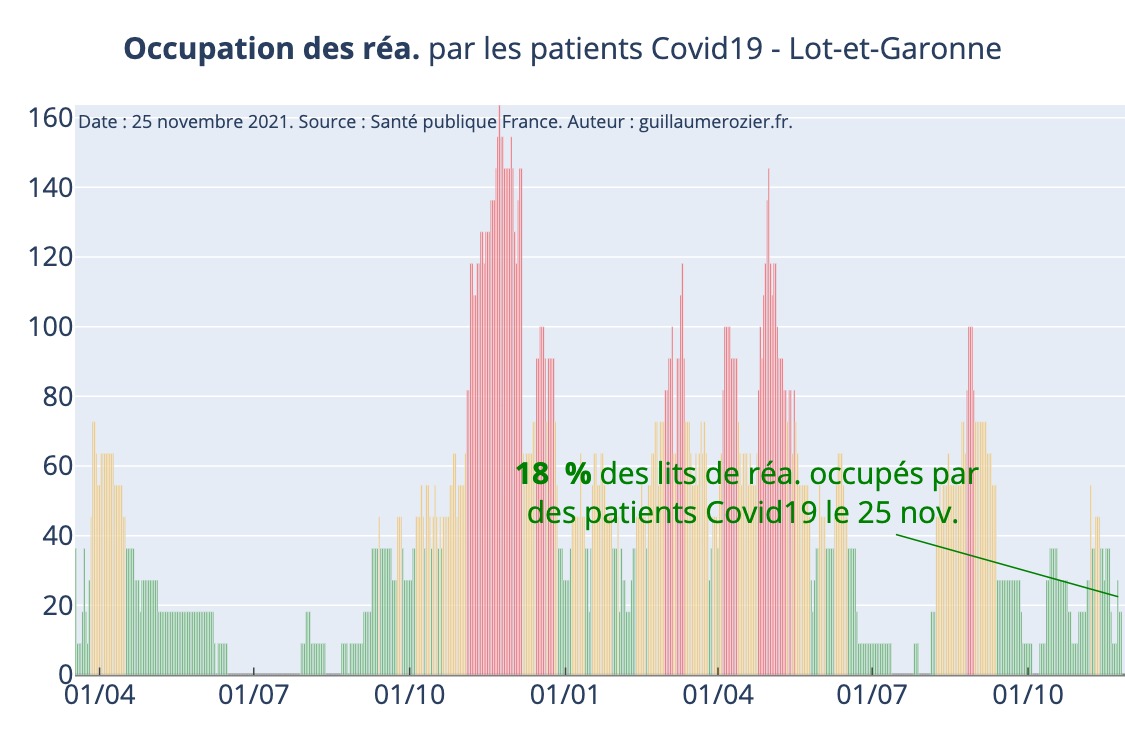 Occupation des réa. par les patients Covid19 - Lot-et-Garonne
160
Date : 25 novembre 2021. Source : Santé publique France. Auteur : guillaumerozier.fr.
140
120
100
80
60
18 % des lits de réa. occupés par
des patients Covid19 le 25 nov.
40
20
0
01/04 01/07 01/10 01/01 01/04 01/07 01/10